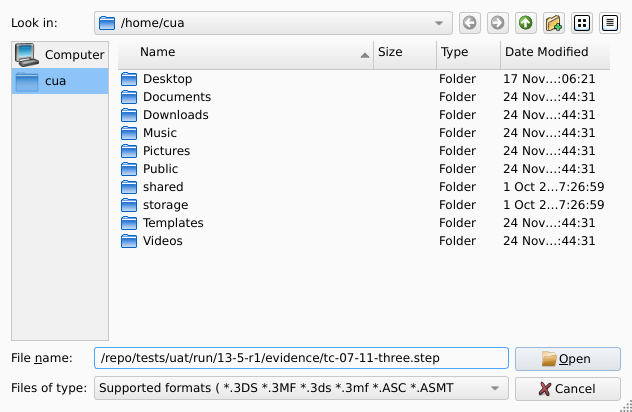 Look in: /home/cua
Computer
cua
Name Size Type Date Modified
Desktop Folder 17 Nov...:06:21
Documents Folder 24 Nov...:44:31
Downloads Folder 24 Nov...:44:31
Music Folder 24 Nov...:44:31
Pictures Folder 24 Nov...:44:31
Public Folder 24 Nov...:44:31
shared Folder 1 Oct 2...7:26:59
storage Folder 1 Oct 2...7:26:59
Templates Folder 24 Nov...:44:31
Videos Folder 24 Nov...:44:31
File name: /repo/tests/uat/run/13-5-r1/evidence/tc-07-11-three.step Open
Files of type: Supported formats ( *.3DS *.3MF *.3ds *.3mf *.ASC *.ASMT Cancel